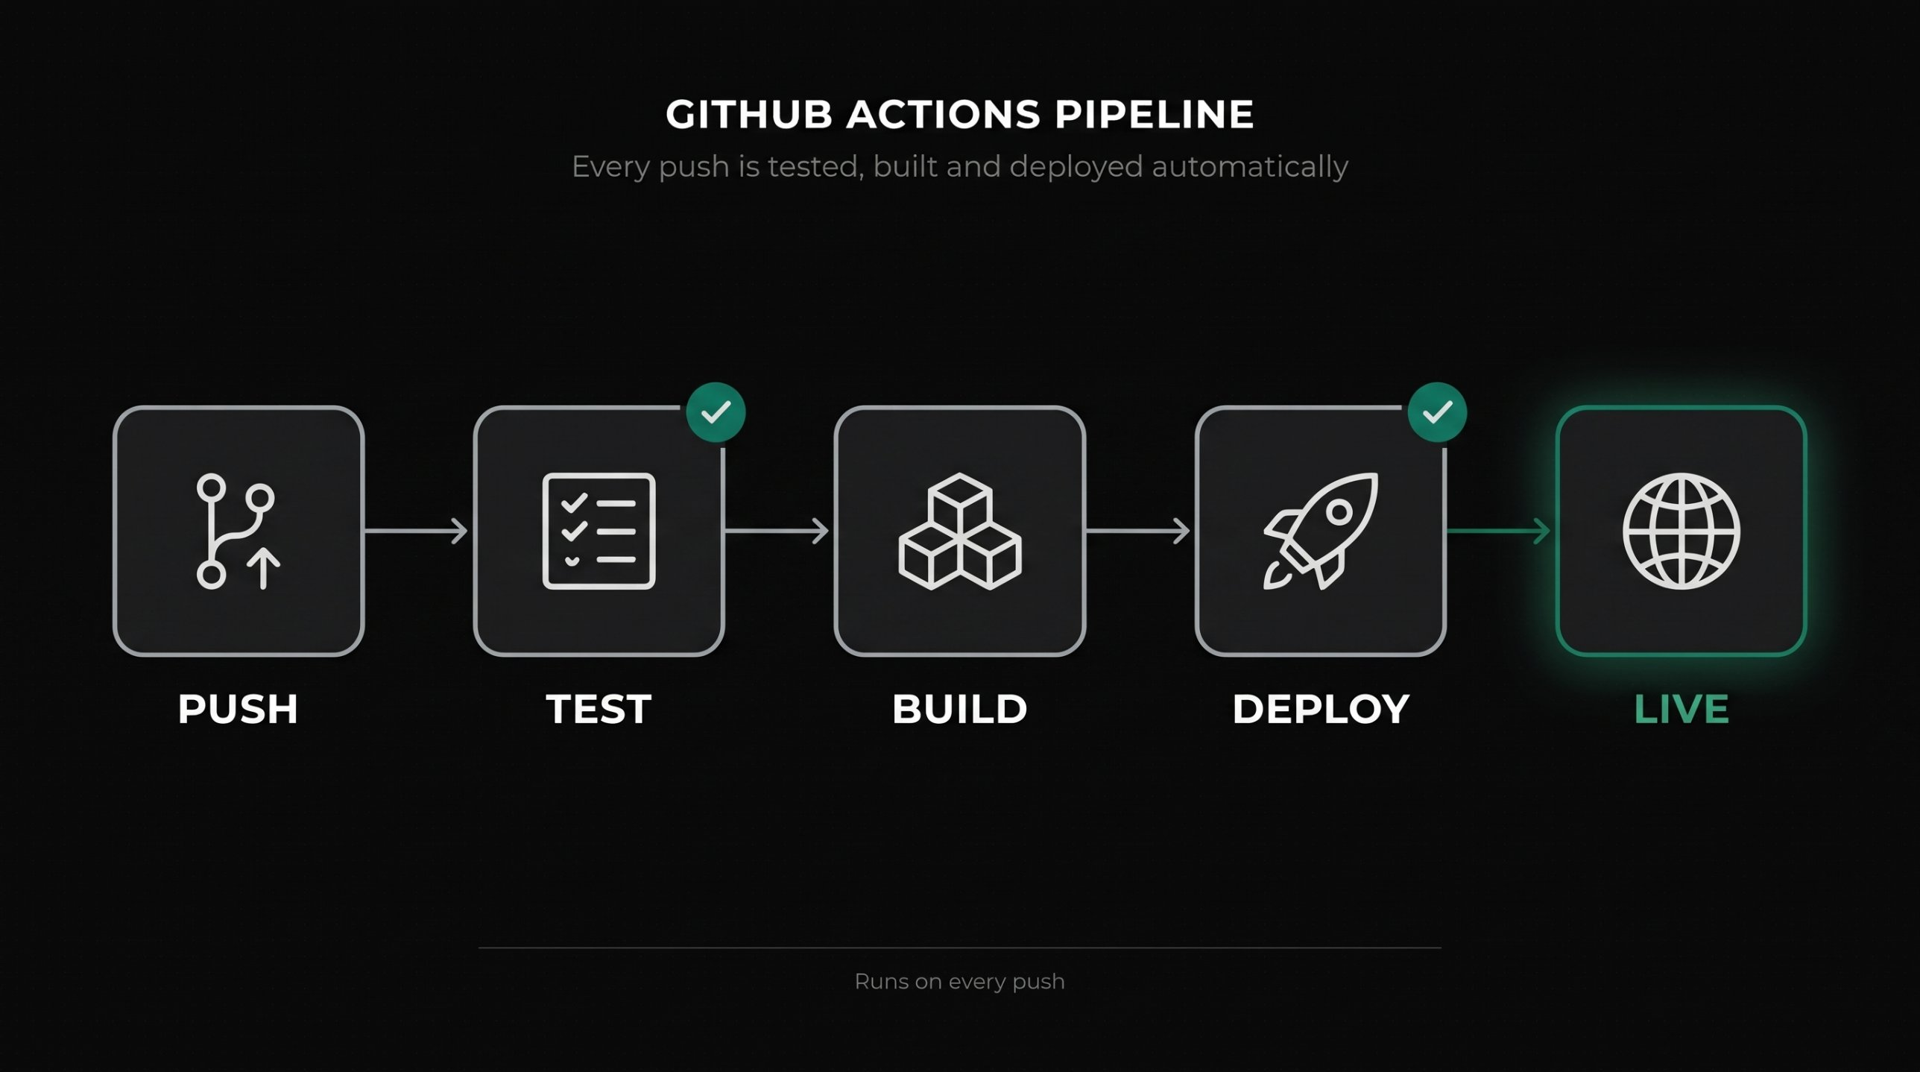 GITHUB ACTIONS PIPELINE
Every push is tested, built and deployed automatically
PUSH
TEST
BUILD
DEPLOY
LIVE
Runs on every push